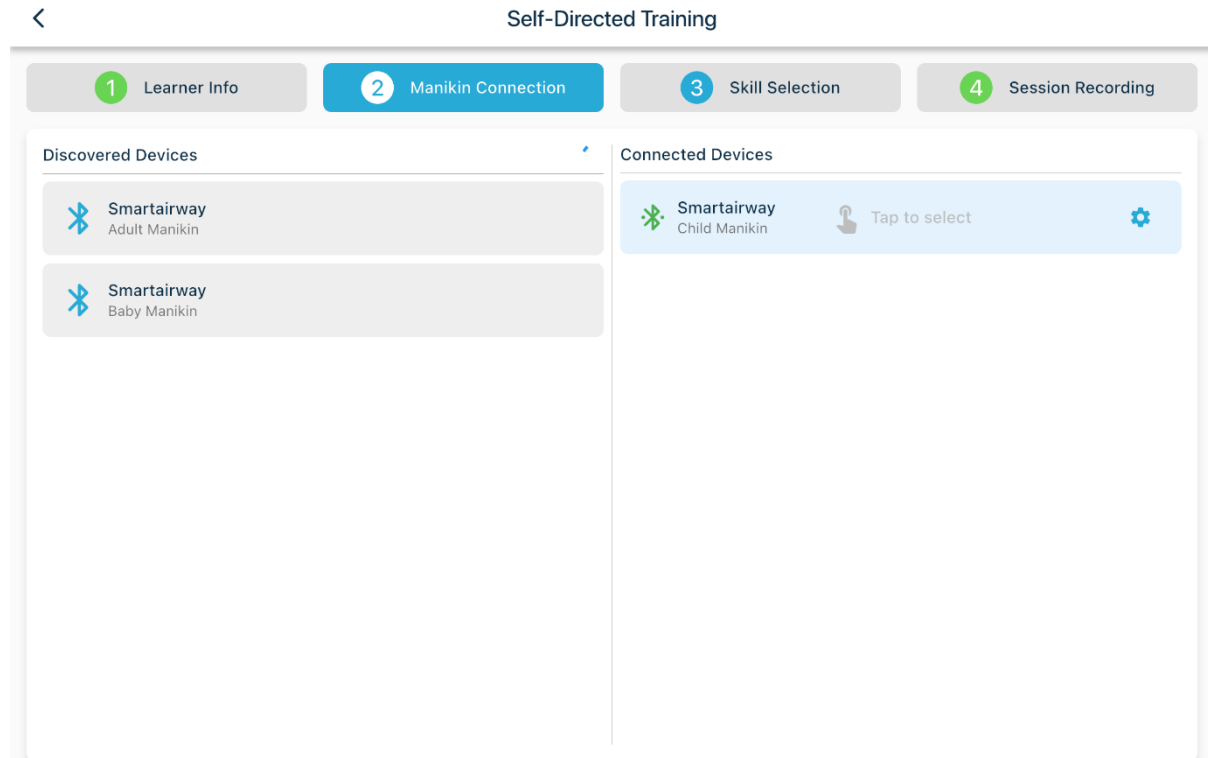 Self-Directed Training
1 Learner Info
2 Manikin Connection
3 Skill Selection
4 Session Recording
Discovered Devices
Smartairway
Adult Manikin
Smartairway
Baby Manikin
Connected Devices
Smartairway
Child Manikin
Tap to select